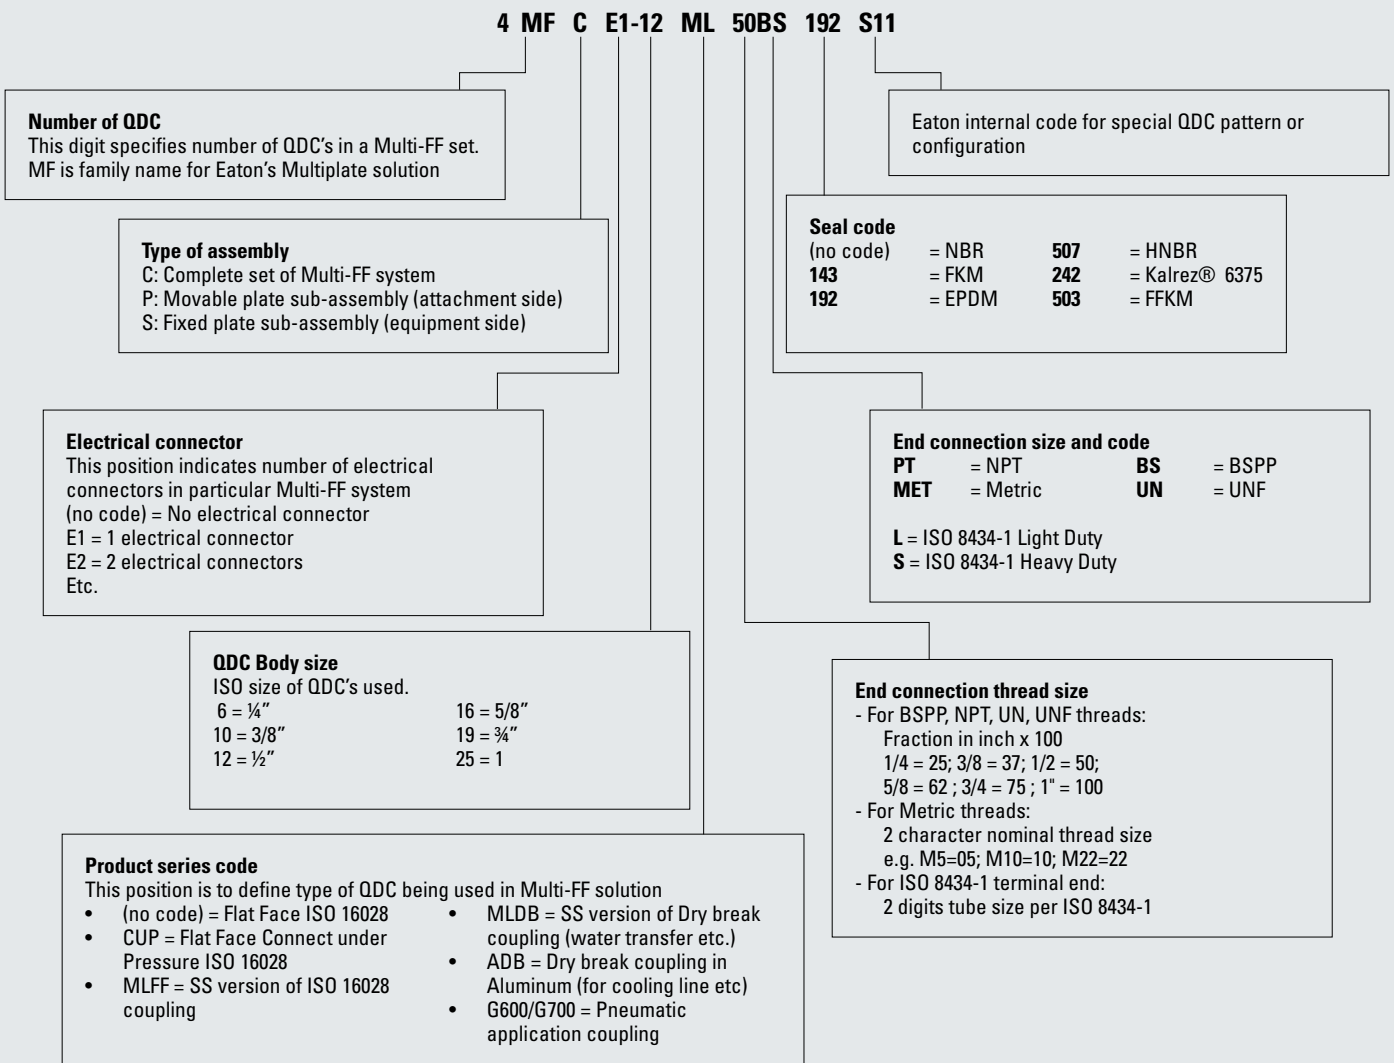 4 MF C E1-12 ML 50BS 192 S11
Number of QDC
This digit specifies number of QDC's in a Multi-FF set.
MF is family name for Eaton's Multiplate solution
Eaton internal code for special QDC pattern or
configuration
Type of assembly
C: Complete set of Multi-FF system
P: Movable plate sub-assembly (attachment side)
S: Fixed plate sub-assembly (equipment side)
Seal code
(no code) = NBR 507 = HNBR
143 = FKM 242 = Kalrez® 6375
192 = EPDM 503 = FFKM
Electrical connector
This position indicates number of electrical
connectors in particular Multi-FF system
(no code) = No electrical connector
E1 = 1 electrical connector
E2 = 2 electrical connectors
Etc.
End connection size and code
PT = NPT BS = BSPP
MET = Metric UN = UNF
L = ISO 8434-1 Light Duty
S = ISO 8434-1 Heavy Duty
QDC Body size
ISO size of QDC's used.
6 = ¼" 16 = 5/8"
10 = 3/8" 19 = ¾"
12 = ½" 25 = 1
End connection thread size
- For BSPP, NPT, UN, UNF threads:
Fraction in inch x 100
1/4 = 25; 3/8 = 37; 1/2 = 50;
5/8 = 62 ; 3/4 = 75 ; 1" = 100
- For Metric threads:
2 character nominal thread size
e.g. M5=05; M10=10; M22=22
- For ISO 8434-1 terminal end:
2 digits tube size per ISO 8434-1
Product series code
This position is to define type of QDC being used in Multi-FF solution
• (no code) = Flat Face ISO 16028
• CUP = Flat Face Connect under
Pressure ISO 16028
• MLFF = SS version of ISO 16028
coupling
• MLDB = SS version of Dry break
coupling (water transfer etc.)
• ADB = Dry break coupling in
Aluminum (for cooling line etc)
• G600/G700 = Pneumatic
application coupling